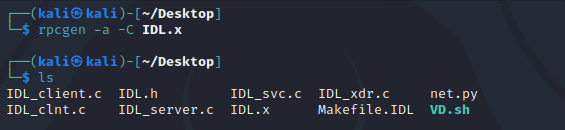 ┌──(kali㉿kali)-[~/Desktop]
└─$ rpcgen -a -C IDL.x
┌──(kali㉿kali)-[~/Desktop]
└─$ ls
IDL_client.c IDL.h IDL_svc.c IDL_xdr.c net.py
IDL_clnt.c IDL_server.c IDL.x Makefile.IDL VD.sh